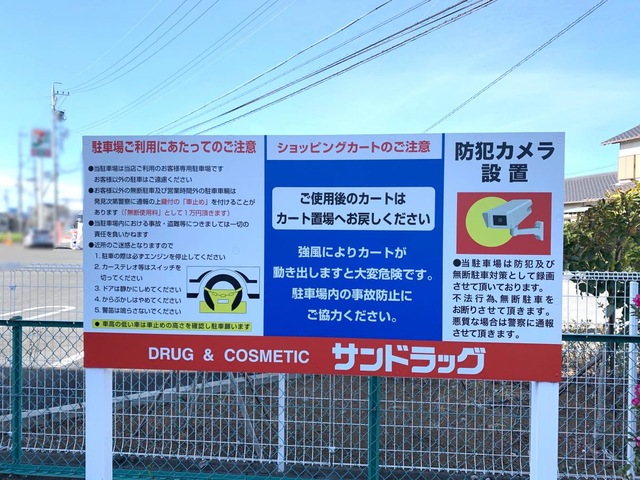 駐車場ご利用にあたってのご注意
●当駐車場は当店ご利用のお客様専用駐車場です
お客様以外の駐車はご遠慮ください
●お客様以外の無断駐車及び営業時間外の駐車車輌は
発見次第警察に通報の上鍵付の「車止め」を付けることが
あります(「無断使用料」として1万円頂きます)
●当駐車場内における事故・盗難等につきましては一切の
責任を負いかねます
●近所のご迷惑となりますので
1. 駐車の際は必ずエンジンを停止してください
2. カーステレオ等はスイッチを
切ってください
3. ドアは静かにしめてください
4. からぶかしはやめてください
5. 警笛は鳴らさないでください
● 車高の低い車は車止めの高さを確認し駐車願います
ショッピングカートのご注意
ご使用後のカートは
カート置場へお戻しください
強風によりカートが
動き出しますと大変危険です。
駐車場内の事故防止に
ご協力ください。
防犯カメラ
設置
●当駐車場は防犯及び
無断駐車対策として録画
させて頂いております。
不法行為、無断駐車を
お断りさせて頂きます。
悪質な場合は警察に通報
させて頂きます。
DRUG & COSMETIC サンドラッグ